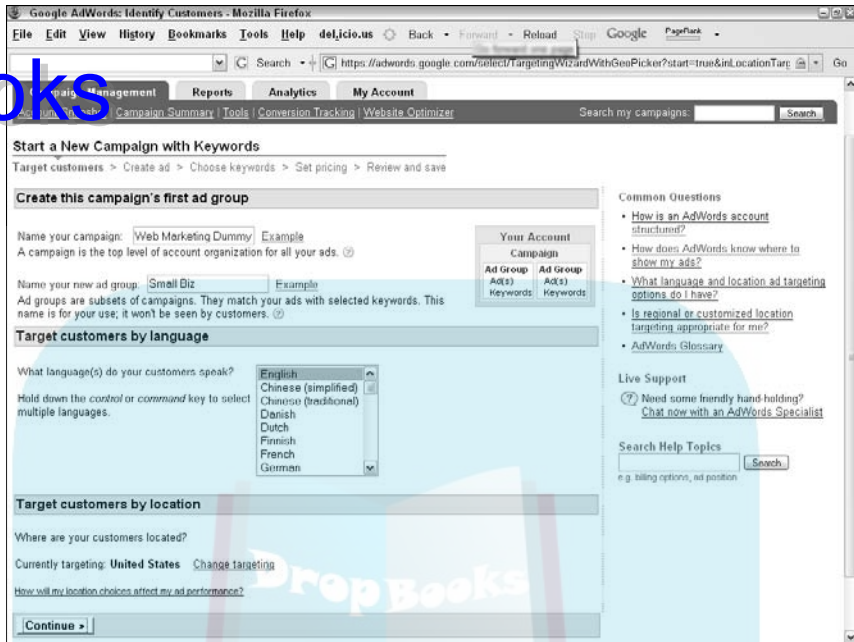 Google AdWords: Identify Customers - Mozilla Firefox
File Edit View History Bookmarks Tools Help del.icio.us Back Forward Reload Stop Google PageRank
Go forward one page
Search https://adwords.google.com/select/TargetingWizardWithGeoPicker?start=true&inLocationTarg Go
ooks
Campaign Management Reports Analytics My Account
Account Snapshot | Campaign Summary | Tools | Conversion Tracking | Website Optimizer Search my campaigns: Search
Start a New Campaign with Keywords
Target customers > Create ad > Choose keywords > Set pricing > Review and save
Create this campaign's first ad group
Name your campaign: Web Marketing Dummy Example
A campaign is the top level of account organization for all your ads. (?)
Name your new ad group: Small Biz Example
Ad groups are subsets of campaigns. They match your ads with selected keywords. This
name is for your use; it won't be seen by customers. (?)
Your Account
Campaign
Ad Group Ad Group
Ad(s) Ad(s)
Keywords Keywords
Target customers by language
What language(s) do your customers speak?
Hold down the control or command key to select
multiple languages.
English
Chinese (simplified)
Chinese (traditional)
Danish
Dutch
Finnish
French
German
Target customers by location
Where are your customers located?
Currently targeting: United States Change targeting
How will my location choices affect my ad performance?
Continue »
Common Questions
• How is an AdWords account
structured?
• How does AdWords know where to
show my ads?
• What language and location ad targeting
options do I have?
• Is regional or customized location
targeting appropriate for me?
• AdWords Glossary
Live Support
(?) Need some friendly hand-holding?
Chat now with an AdWords Specialist
Search Help Topics
Search
e.g. billing options, ad position
DropBooks